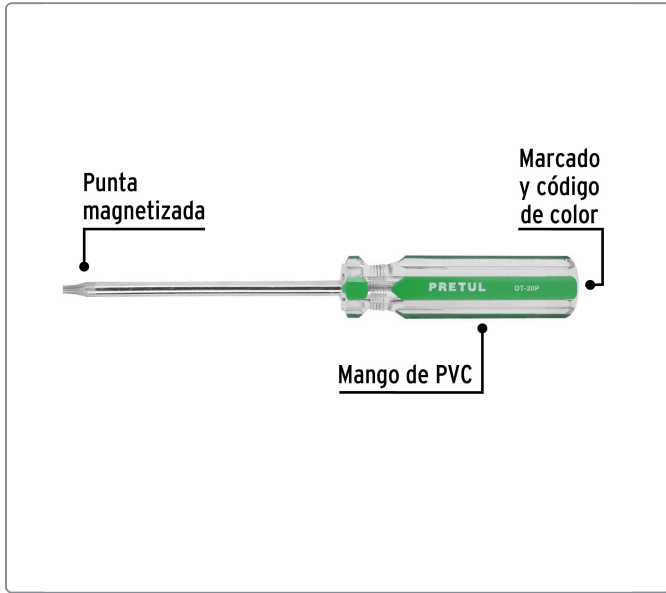 Punta
magnetizada
Marcado
y código
de color
PRETUL DT-20P
Mango de PVC